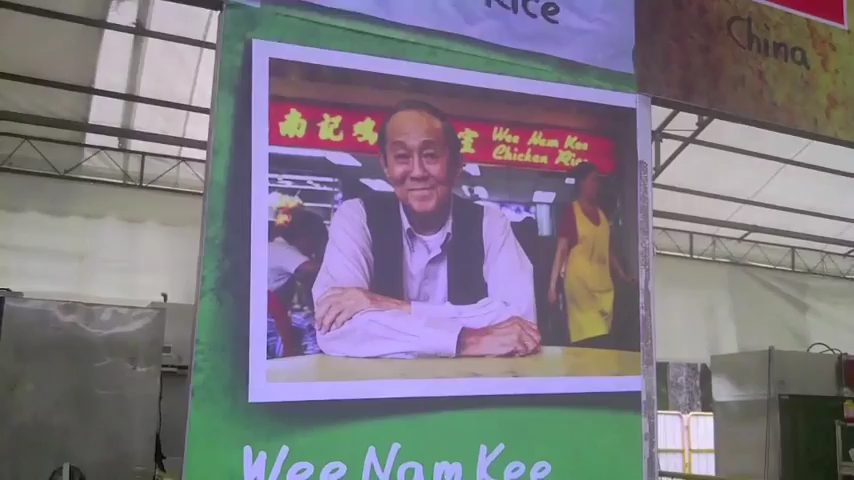 Rice
China
南记鸡
Wee Nam Kee
Chicken Rice
Wee Nam Kee